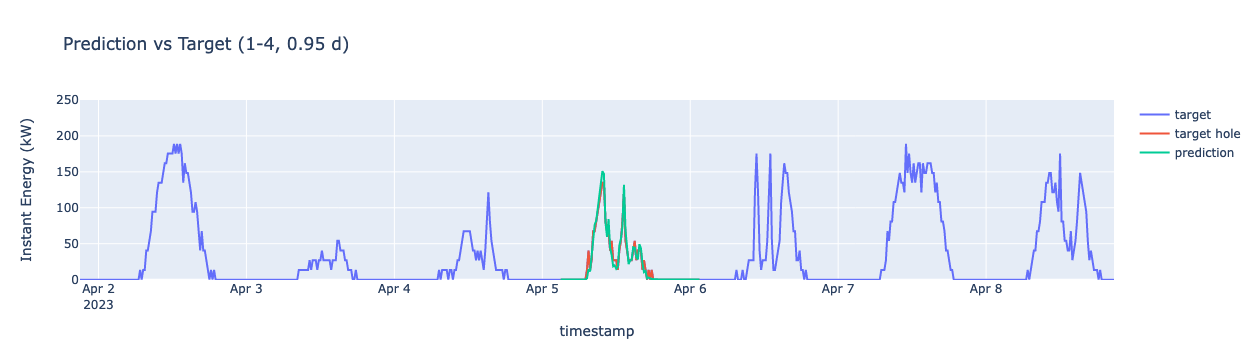 Prediction vs Target (1-4, 0.95 d)
Instant Energy (kW)
250
200
150
100
50
0
Apr 2
2023
Apr 3
Apr 4
Apr 5
Apr 6
Apr 7
Apr 8
timestamp
target
target hole
prediction